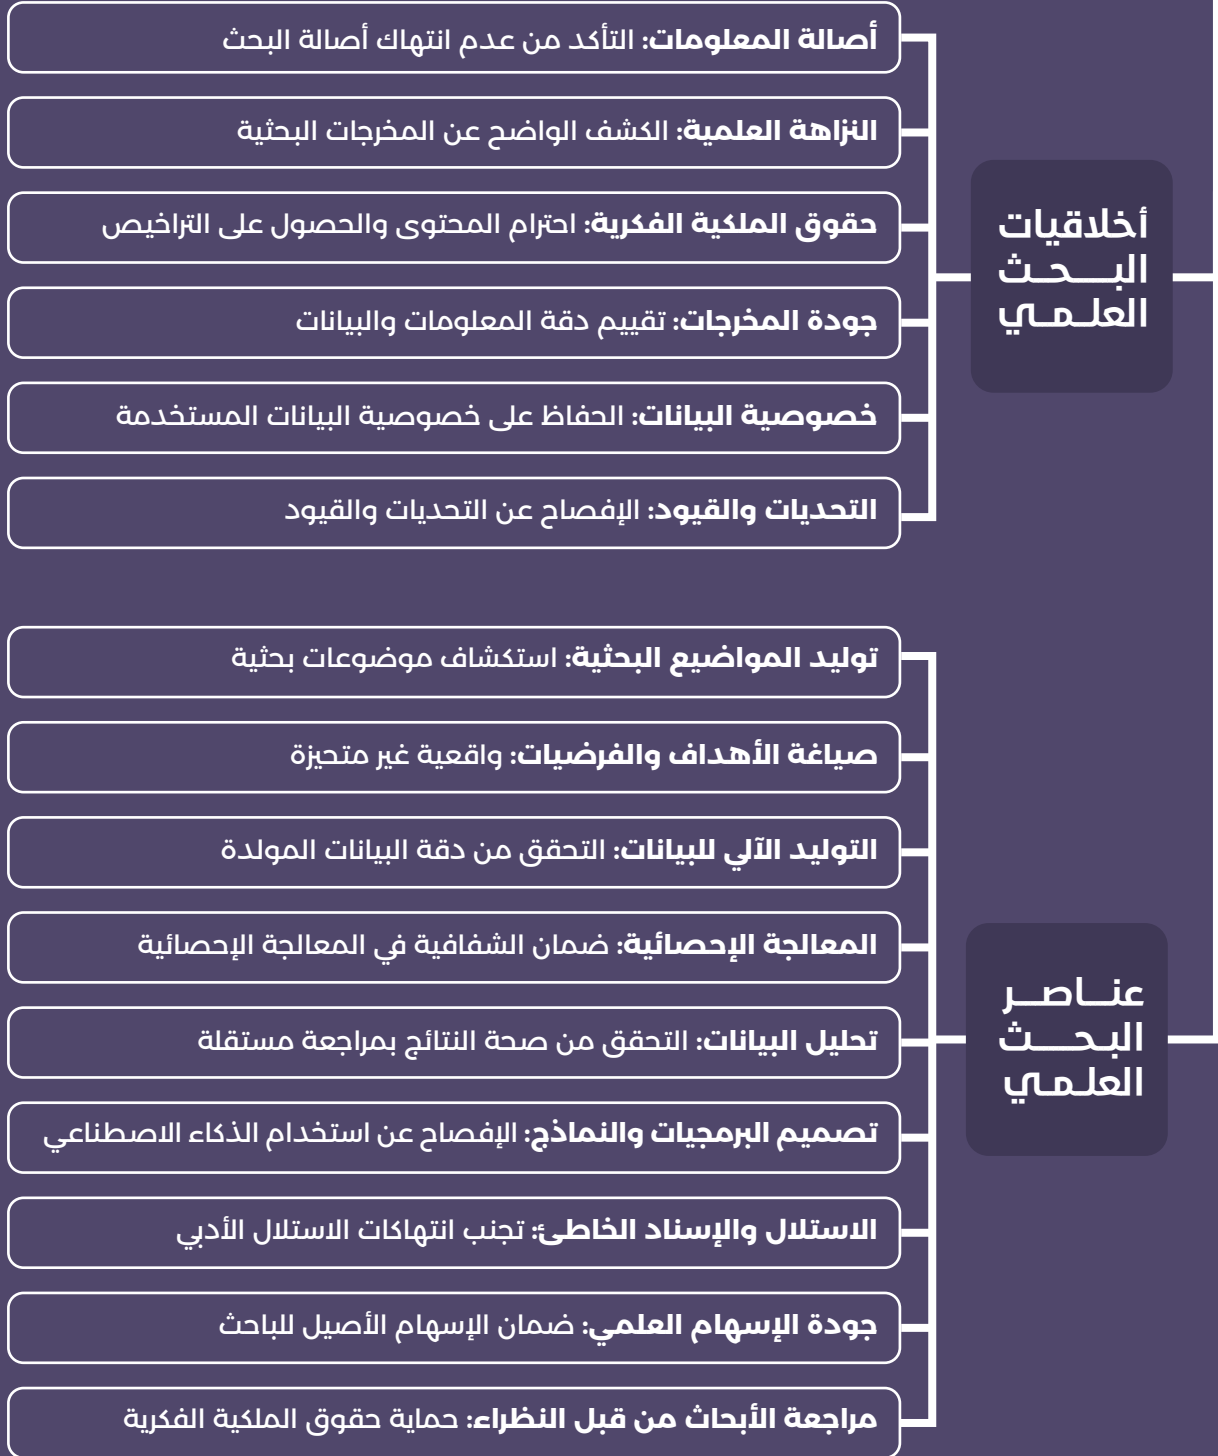 أخلاقيات
البحث
العلمي
أصالة المعلومات: التأكد من عدم انتهاك أصالة البحث
النزاهة العلمية: الكشف الواضح عن المخرجات البحثية
حقوق الملكية الفكرية: احترام المحتوى والحصول على التراخيص
جودة المخرجات: تقييم دقة المعلومات والبيانات
خصوصية البيانات: الحفاظ على خصوصية البيانات المستخدمة
التحديات والقيود: الإفصاح عن التحديات والقيود
عناصر
البحث
العلمي
توليد المواضيع البحثية: استكشاف موضوعات بحثية
صياغة الأهداف والفرضيات: واقعية غير متحيزة
التوليد الآلي للبيانات: التحقق من دقة البيانات المولدة
المعالجة الإحصائية: ضمان الشفافية في المعالجة الإحصائية
تحليل البيانات: التحقق من صحة النتائج بمراجعة مستقلة
تصميم البرمجيات والنماذج: الإفصاح عن استخدام الذكاء الاصطناعي
الاستلال والإسناد الخاطئ: تجنب انتهاكات الاستلال الأدبي
جودة الإسهام العلمي: ضمان الإسهام الأصيل للباحث
مراجعة الأبحاث من قبل النظراء: حماية حقوق الملكية الفكرية